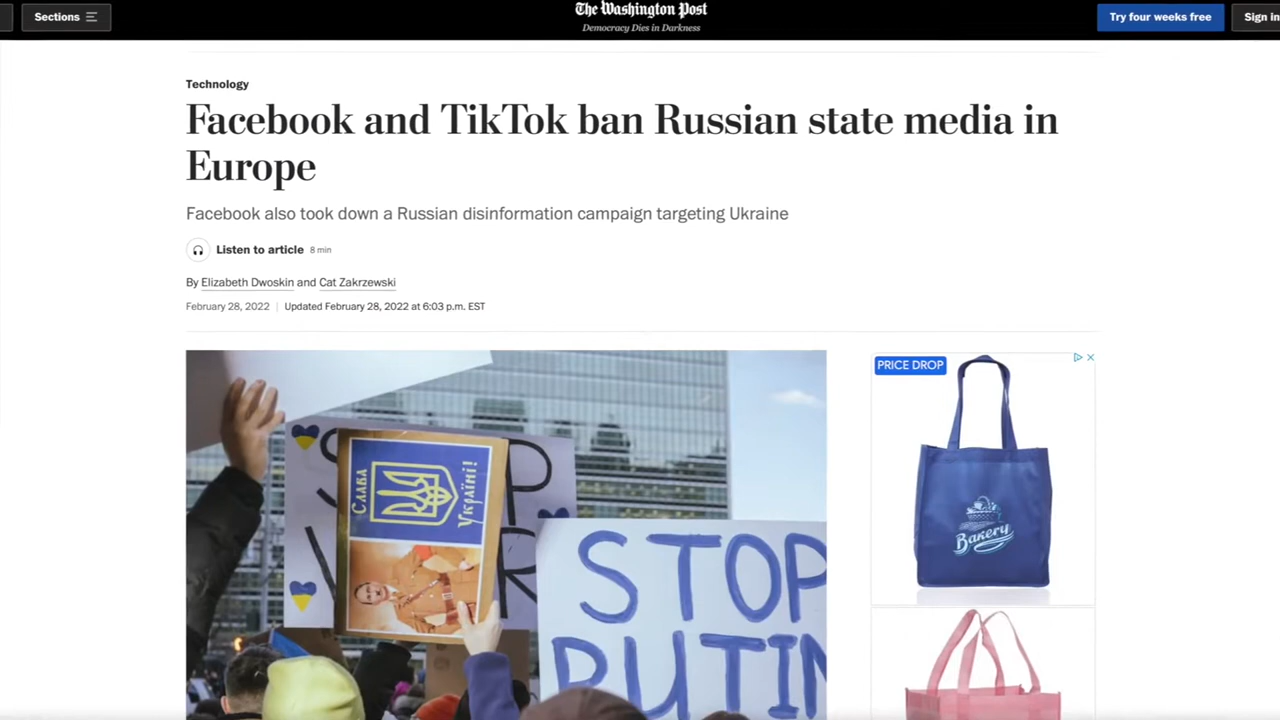 Sections
The Washington Post
Democracy Dies in Darkness
Try four weeks free
Sign in
Technology
Facebook and TikTok ban Russian state media in
Europe
Facebook also took down a Russian disinformation campaign targeting Ukraine
Listen to article 8 min
By Elizabeth Dwoskin and Cat Zakrzewski
February 28, 2022 | Updated February 28, 2022 at 6:03 p.m. EST
PRICE DROP
Слава
Україні!
STOP
PUTIN
Bakery